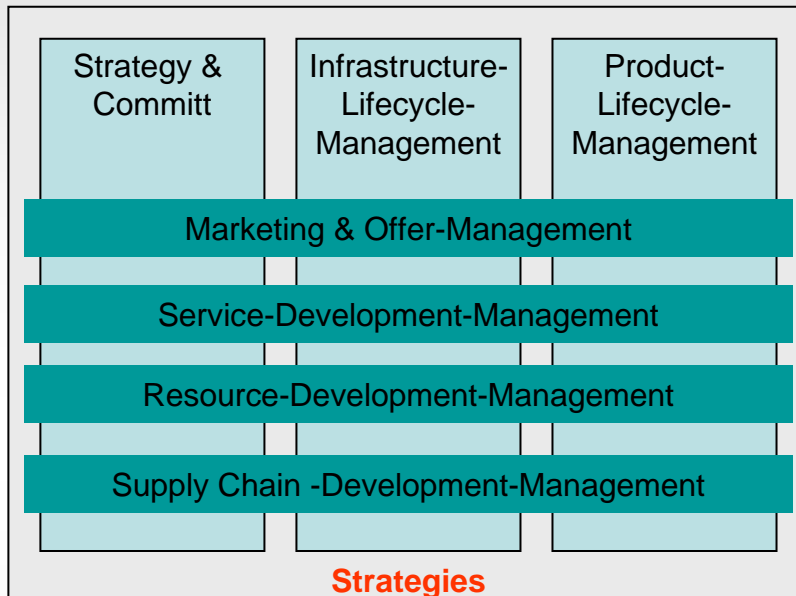 Strategy &
Committ
Infrastructure-
Lifecycle-
Management
Product-
Lifecycle-
Management
Marketing & Offer-Management
Service-Development-Management
Resource-Development-Management
Supply Chain -Development-Management
Strategies